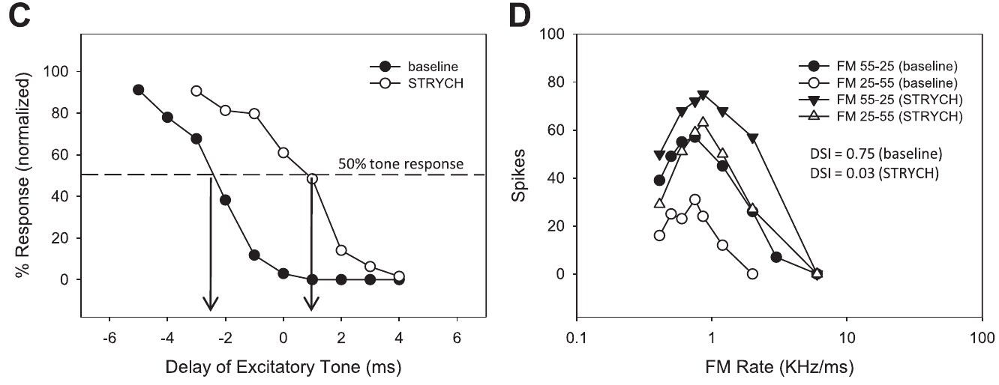 C
baseline
STRYCH
100
80
60
40
20
0
50% tone response
-6
-4
-2
0
2
4
6
% Response (normalized)
Delay of Excitatory Tone (ms)
D
FM 55-25 (baseline)
FM 25-55 (baseline)
FM 55-25 (STRYCH)
FM 25-55 (STRYCH)
DSI = 0.75 (baseline)
DSI = 0.03 (STRYCH)
100
80
60
40
20
0
0.1
1
10
100
Spikes
FM Rate (KHz/ms)